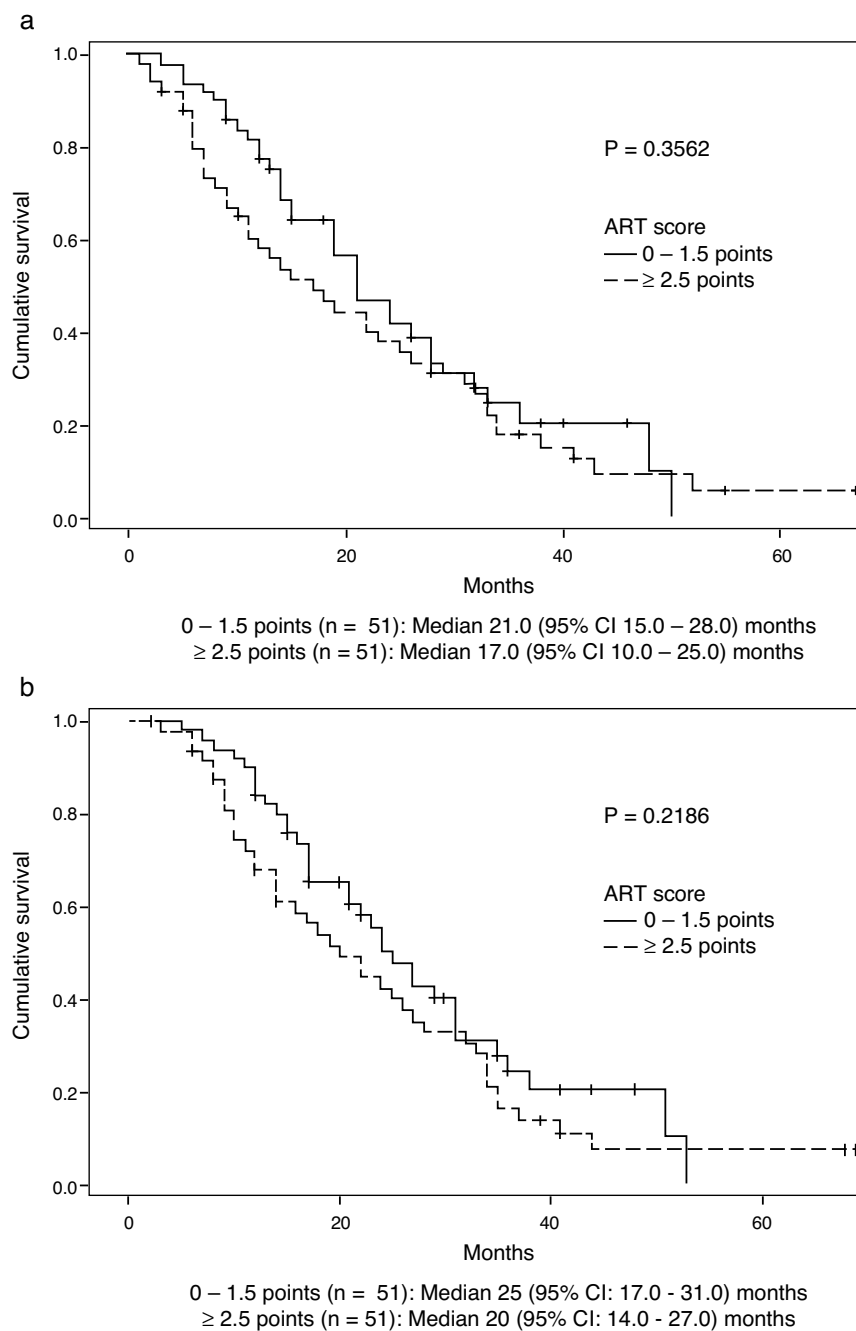 a
1.0
0.8
0.6
0.4
0.2
0.0
Cumulative survival
P = 0.3562
ART score
0 – 1.5 points
≥ 2.5 points
0 20 40 60
Months
0 – 1.5 points (n = 51): Median 21.0 (95% CI 15.0 – 28.0) months
≥ 2.5 points (n = 51): Median 17.0 (95% CI 10.0 – 25.0) months
b
1.0
0.8
0.6
0.4
0.2
0.0
Cumulative survival
P = 0.2186
ART score
0 – 1.5 points
≥ 2.5 points
0 20 40 60
Months
0 – 1.5 points (n = 51): Median 25 (95% CI: 17.0 - 31.0) months
≥ 2.5 points (n = 51): Median 20 (95% CI: 14.0 - 27.0) months